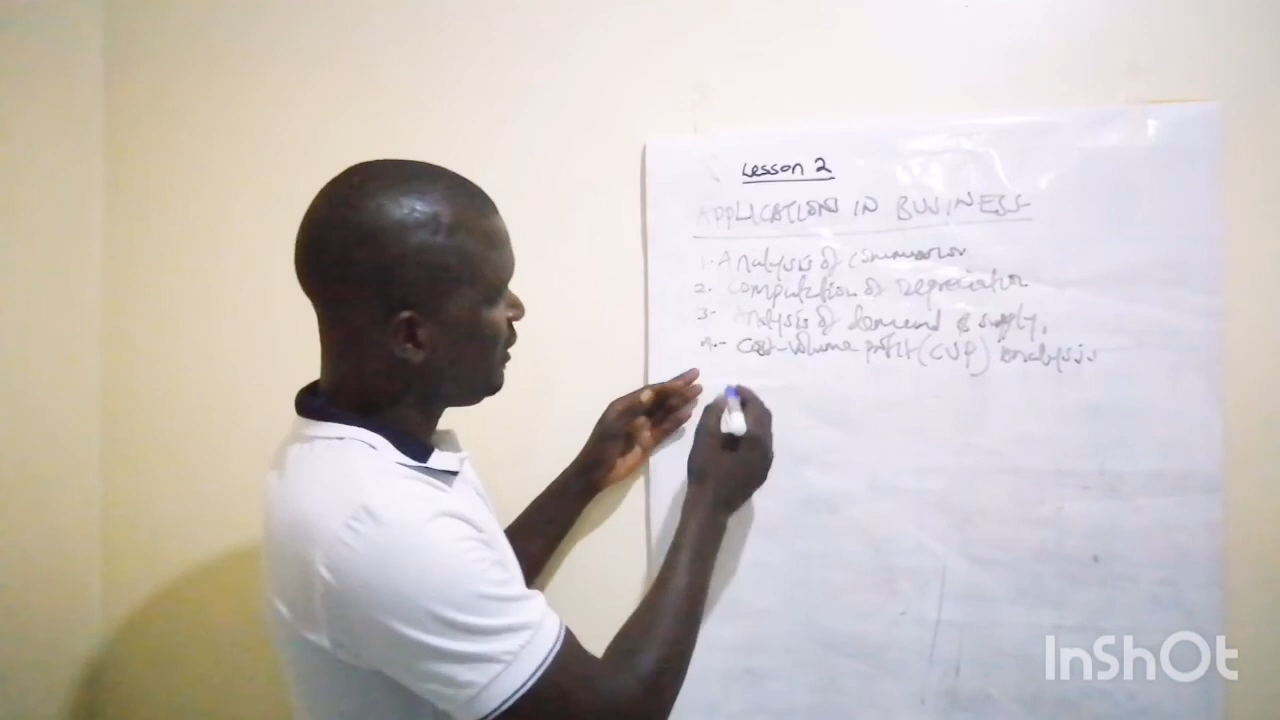 Lesson 2
APPLICATIONS IN BUSINESS
1. Analysis of commission
2. Computation of Depreciation
3- Analysis of demand & supply.
4.- Cost-volume profit (CVP) analysis
InShOt